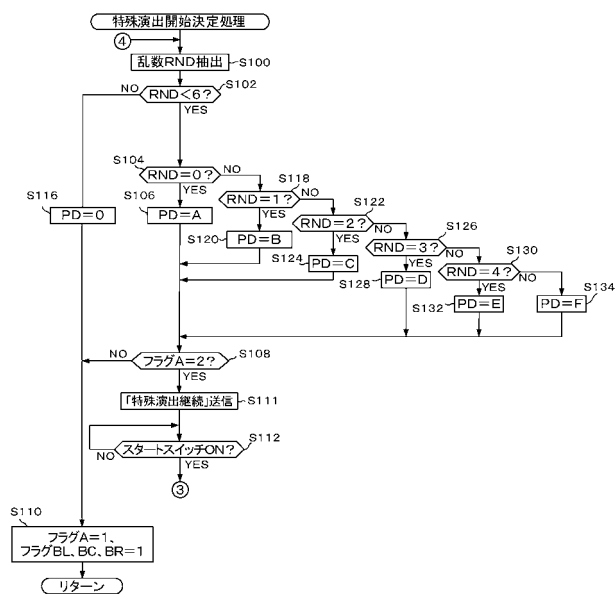 特殊演出開始決定処理
④
乱数RND抽出
S100
RND<6?
S102
NO
YES
S104
RND=0?
NO
YES
S118
RND=1?
NO
YES
S116
PD=0
S106
PD=A
S122
RND=2?
NO
YES
S120
PD=B
S126
RND=3?
NO
YES
S124
PD=C
S130
RND=4?
NO
YES
S128
PD=D
S132
PD=E
PD=F
S134
NO
フラグA=2?
S108
YES
「特殊演出継続」送信
S111
スタートスイッチON?
S112
NO
YES
③
S110
フラグA=1、
フラグBL、BC、BR=1
リターン